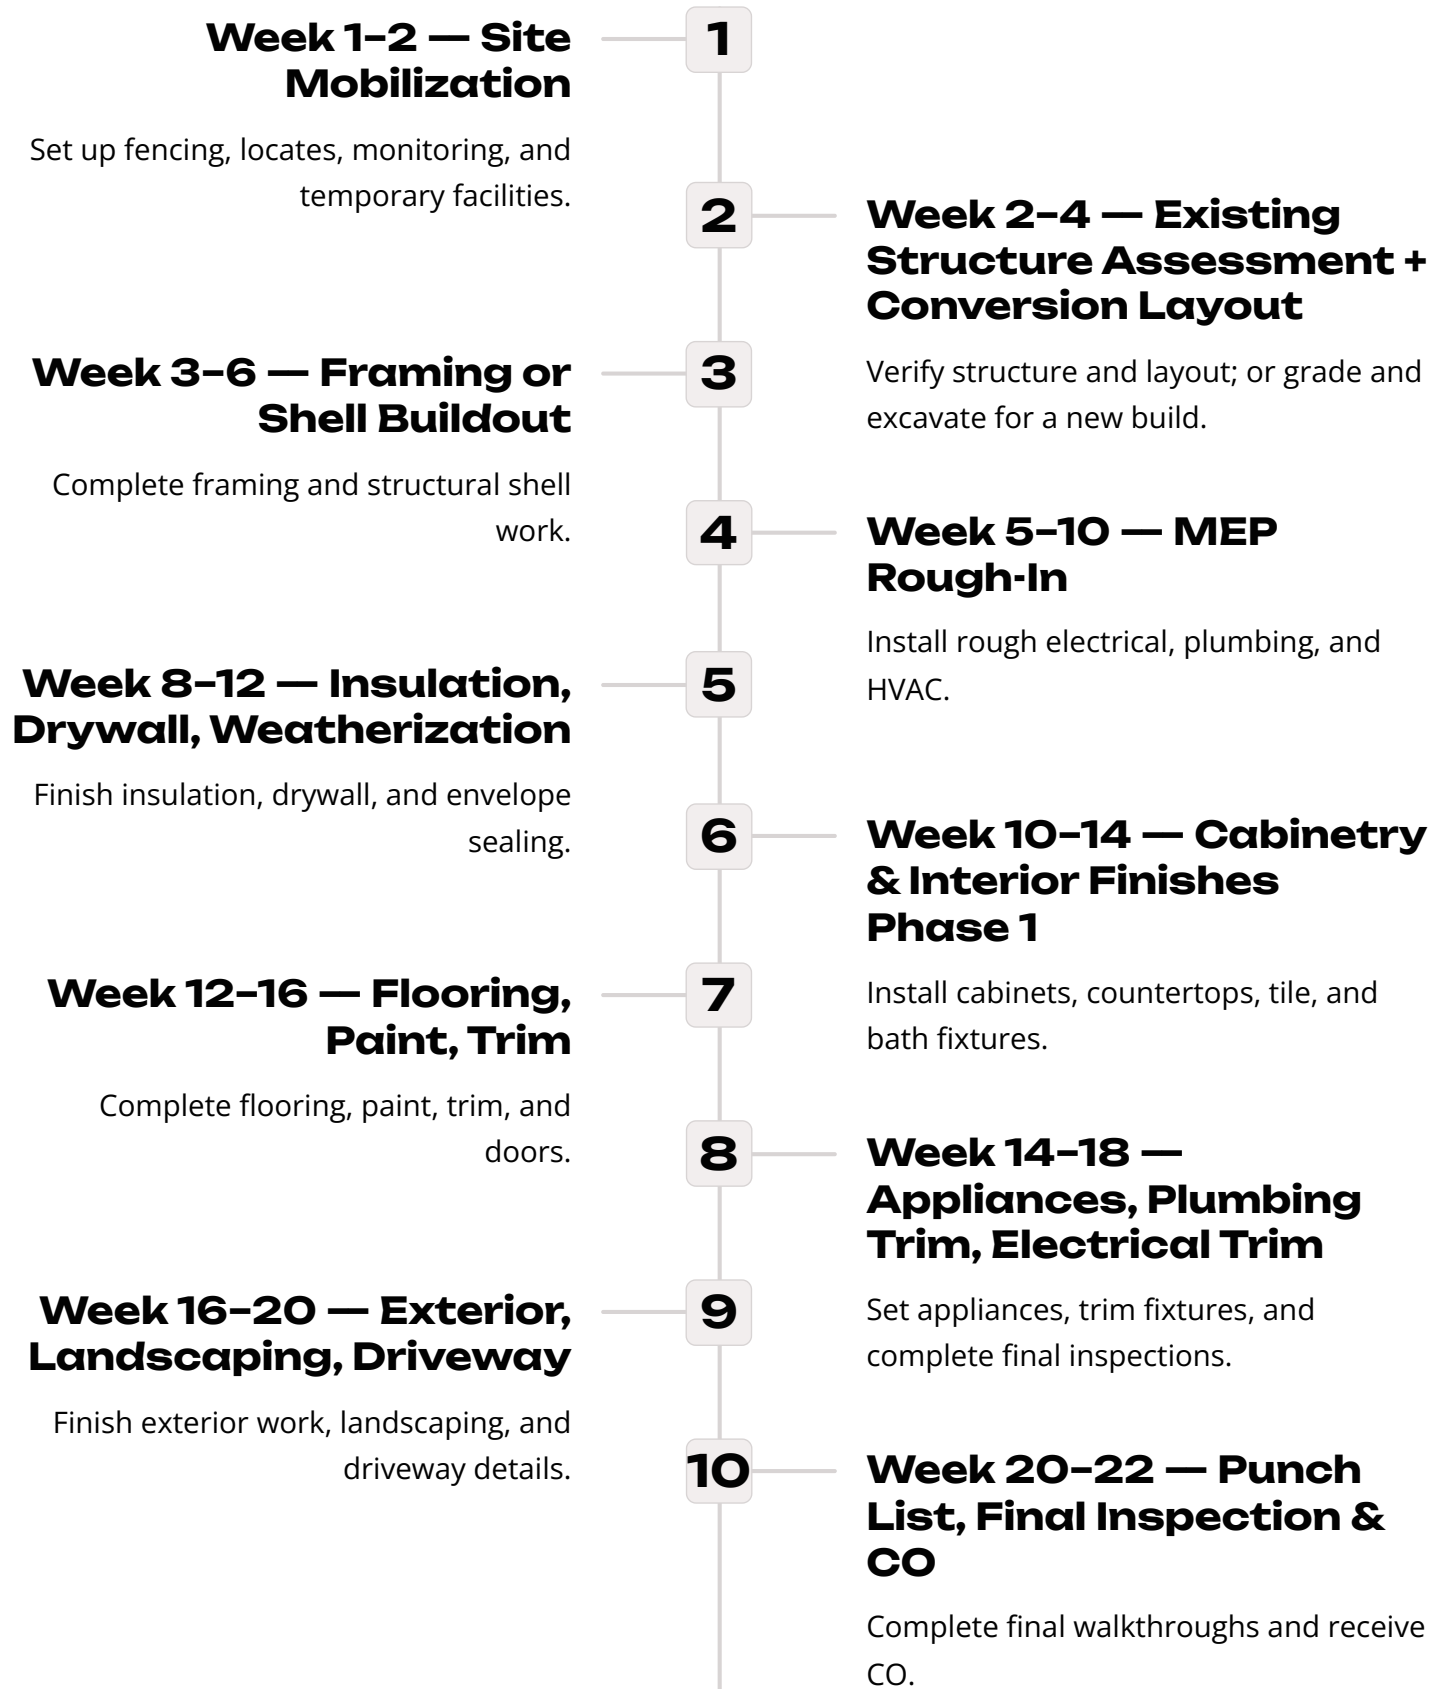 1
Week 1–2 — Site
Mobilization
Set up fencing, locates, monitoring, and
temporary facilities.
2
Week 2–4 — Existing
Structure Assessment +
Conversion Layout
Verify structure and layout; or grade and
excavate for a new build.
3
Week 3–6 — Framing or
Shell Buildout
Complete framing and structural shell
work.
4
Week 5–10 — MEP
Rough-In
Install rough electrical, plumbing, and
HVAC.
5
Week 8–12 — Insulation,
Drywall, Weatherization
Finish insulation, drywall, and envelope
sealing.
6
Week 10–14 — Cabinetry
& Interior Finishes
Phase 1
Install cabinets, countertops, tile, and
bath fixtures.
7
Week 12–16 — Flooring,
Paint, Trim
Complete flooring, paint, trim, and
doors.
8
Week 14–18 —
Appliances, Plumbing
Trim, Electrical Trim
Set appliances, trim fixtures, and
complete final inspections.
9
Week 16–20 — Exterior,
Landscaping, Driveway
Finish exterior work, landscaping, and
driveway details.
10
Week 20–22 — Punch
List, Final Inspection &
CO
Complete final walkthroughs and receive
CO.